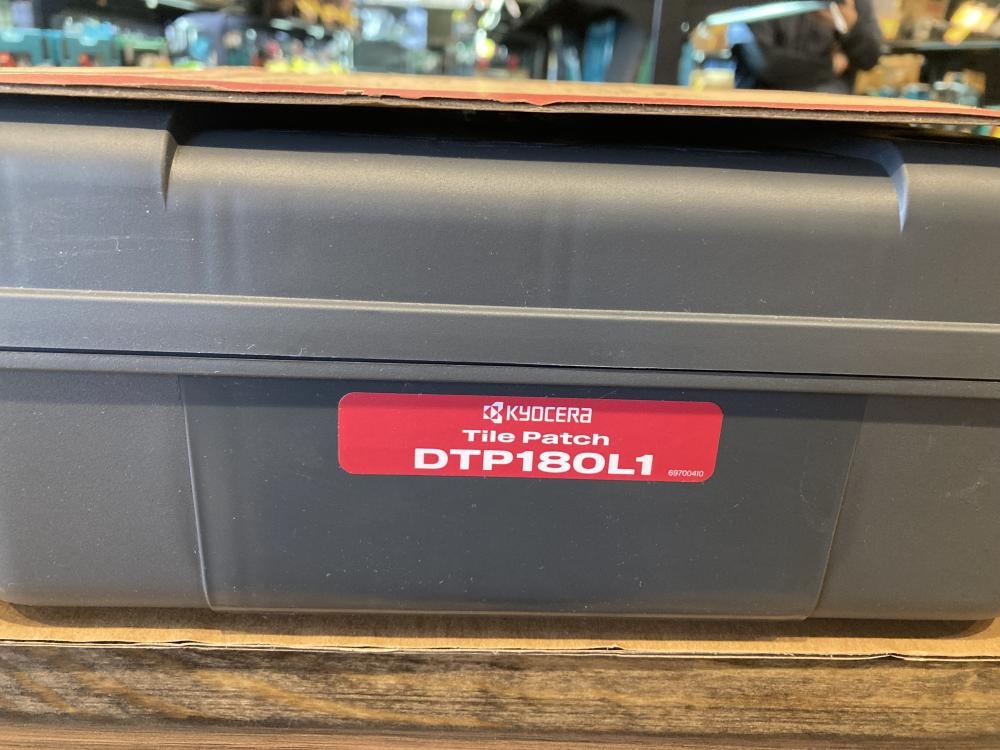 KYOCERA
Tile Patch
DTP180L1
69700410